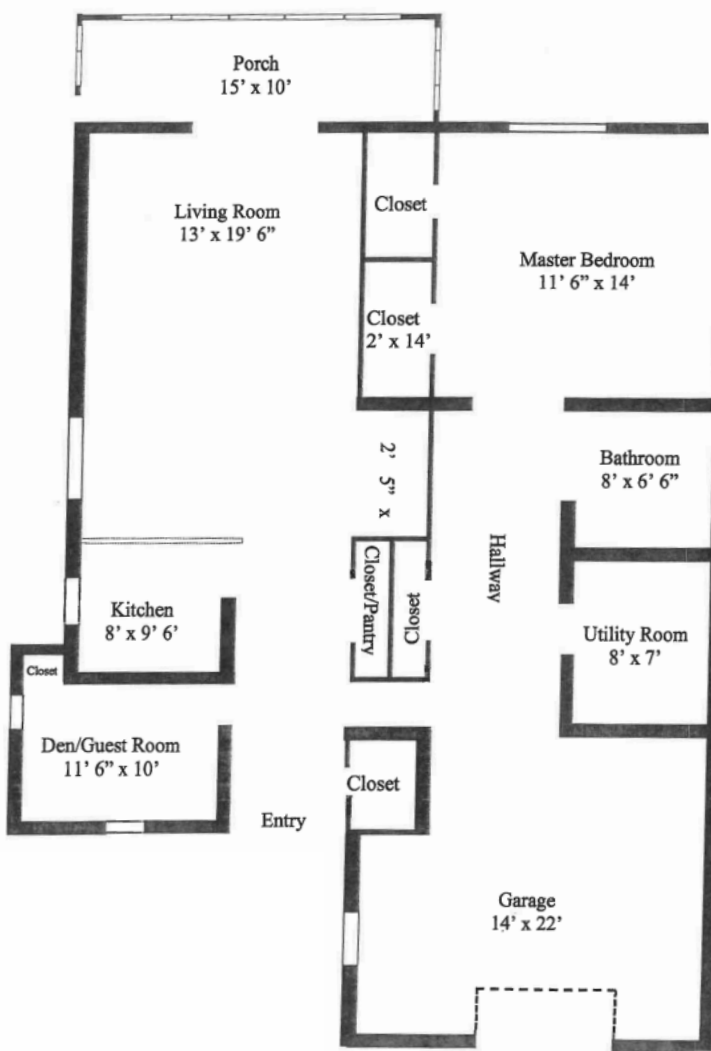 Porch
15’ x 10’
Living Room
13’ x 19’ 6”
Closet
Master Bedroom
11’ 6” x 14’
Closet
2’ x 14’
2’ 5” x
Bathroom
8’ x 6’ 6”
Hallway
Closet/Pantry
Closet
Kitchen
8’ x 9’ 6’
Utility Room
8’ x 7’
Closet
Den/Guest Room
11’ 6” x 10’
Closet
Entry
Garage
14’ x 22’